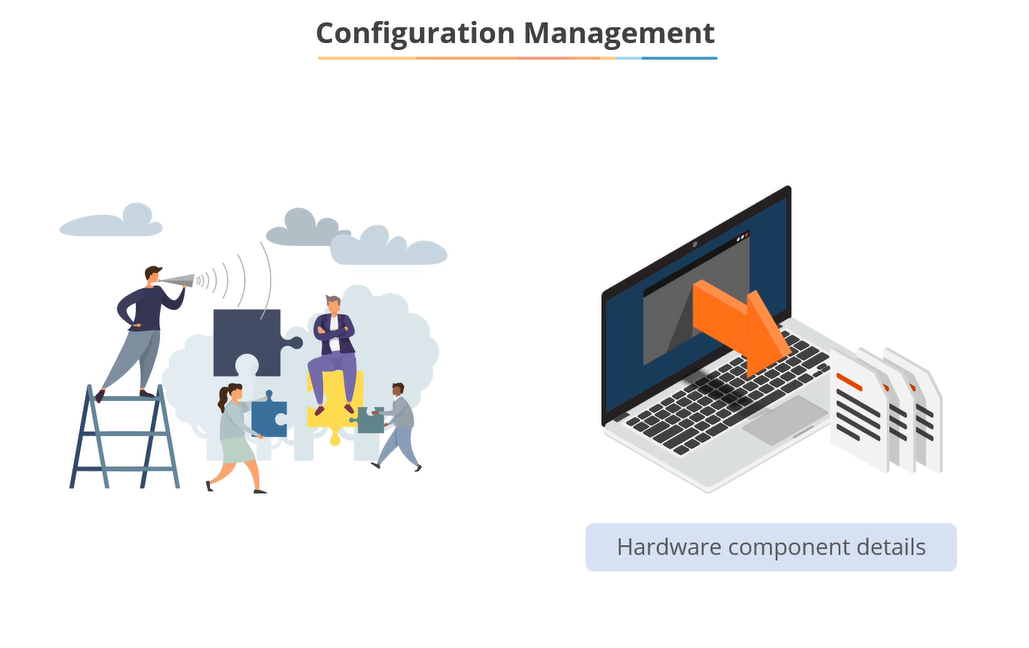 Configuration Management
Hardware component details